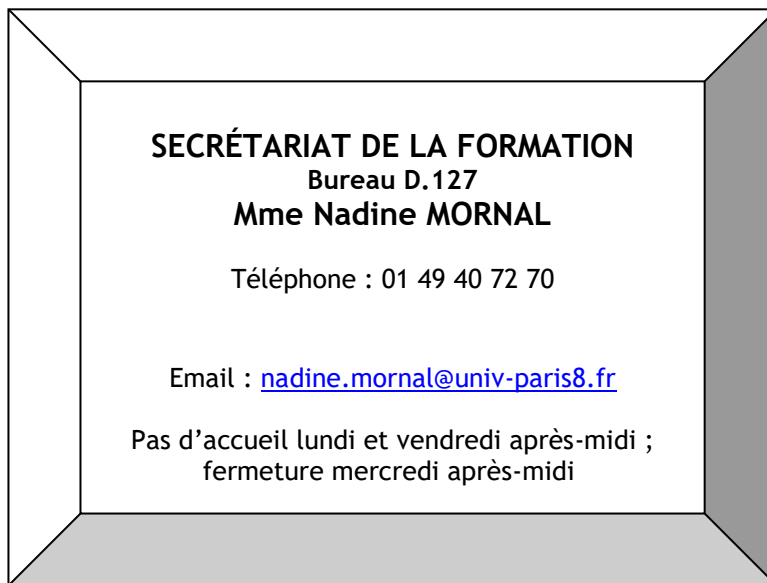 SECRÉTARIAT DE LA FORMATION
Bureau D.127
Mme Nadine MORNAL
Téléphone : 01 49 40 72 70
Email : nadine.mornal@univ-paris8.fr
Pas d’accueil lundi et vendredi après-midi ;
fermeture mercredi après-midi